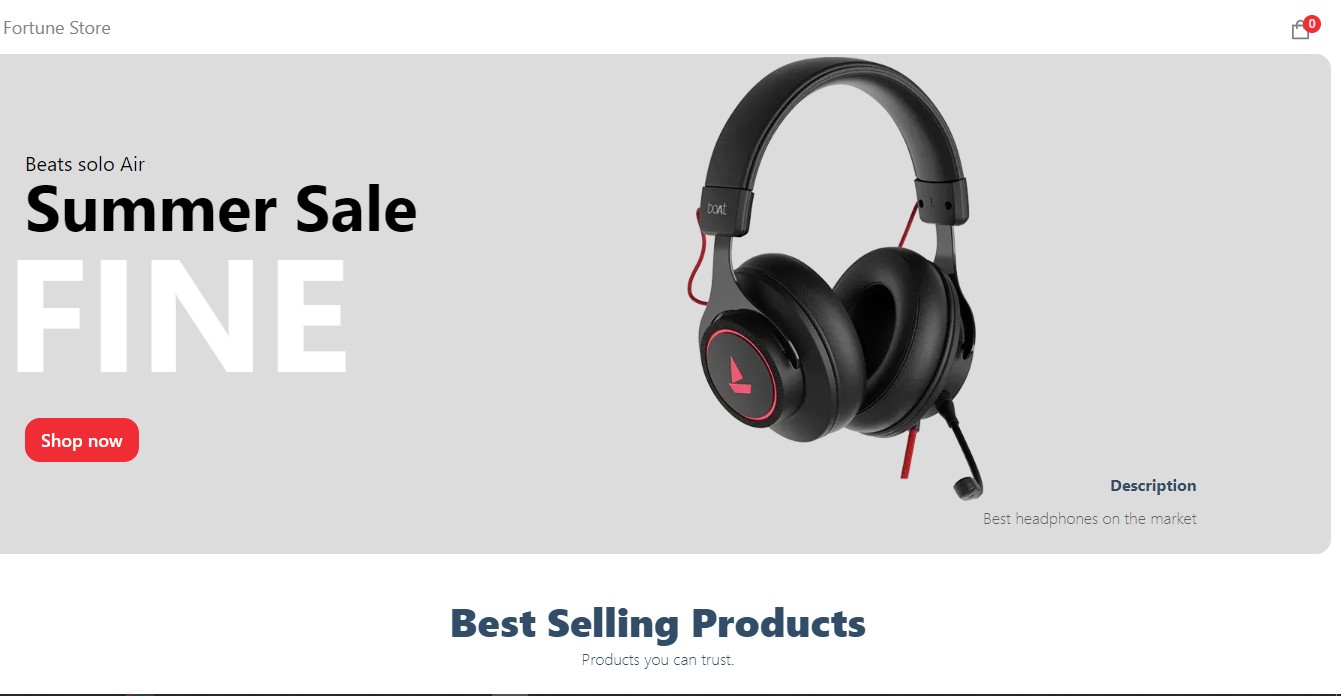 Fortune Store
0
Beats solo Air
Summer Sale
FINE
boAt
Shop now
Description
Best headphones on the market
Best Selling Products
Products you can trust.